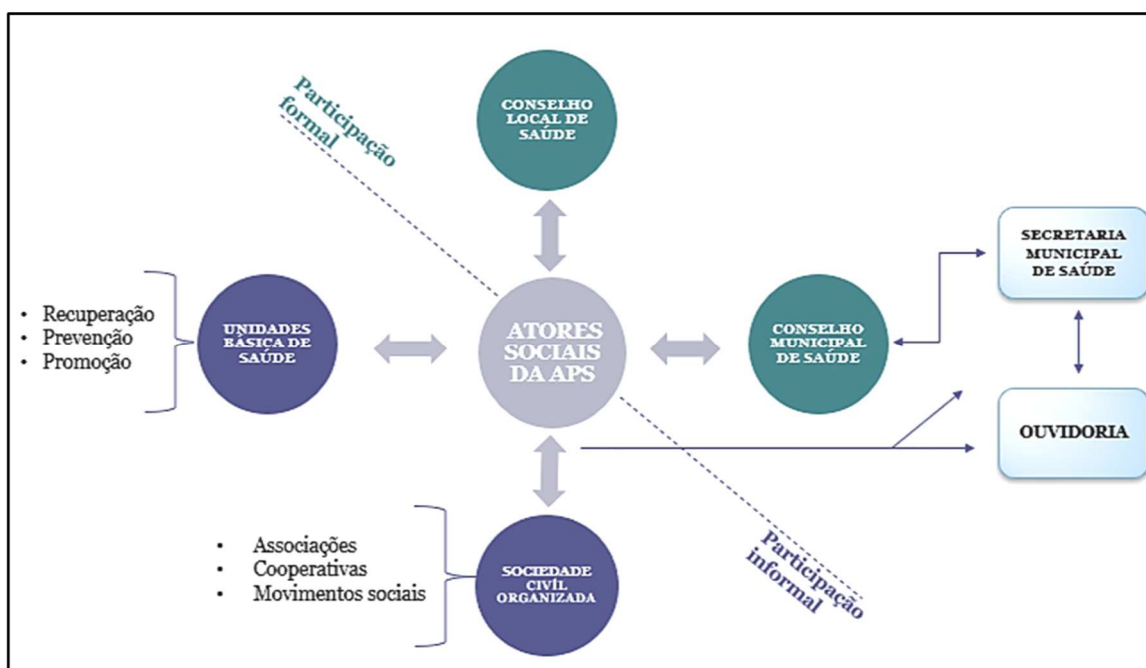 Participação
formal
CONSELHO
LOCAL DE
SAÚDE
SECRETARIA
MUNICIPAL
DE SAÚDE
• Recuperação
• Prevenção
• Promoção
UNIDADES
BÁSICA DE
SAÚDE
ATORES
SOCIAIS
DA APS
CONSELHO
MUNICIPAL
DE SAÚDE
OUVIDORIA
• Associações
• Cooperativas
• Movimentos sociais
SOCIEDADE
CIVÍL
ORGANIZADA
Participação
informal